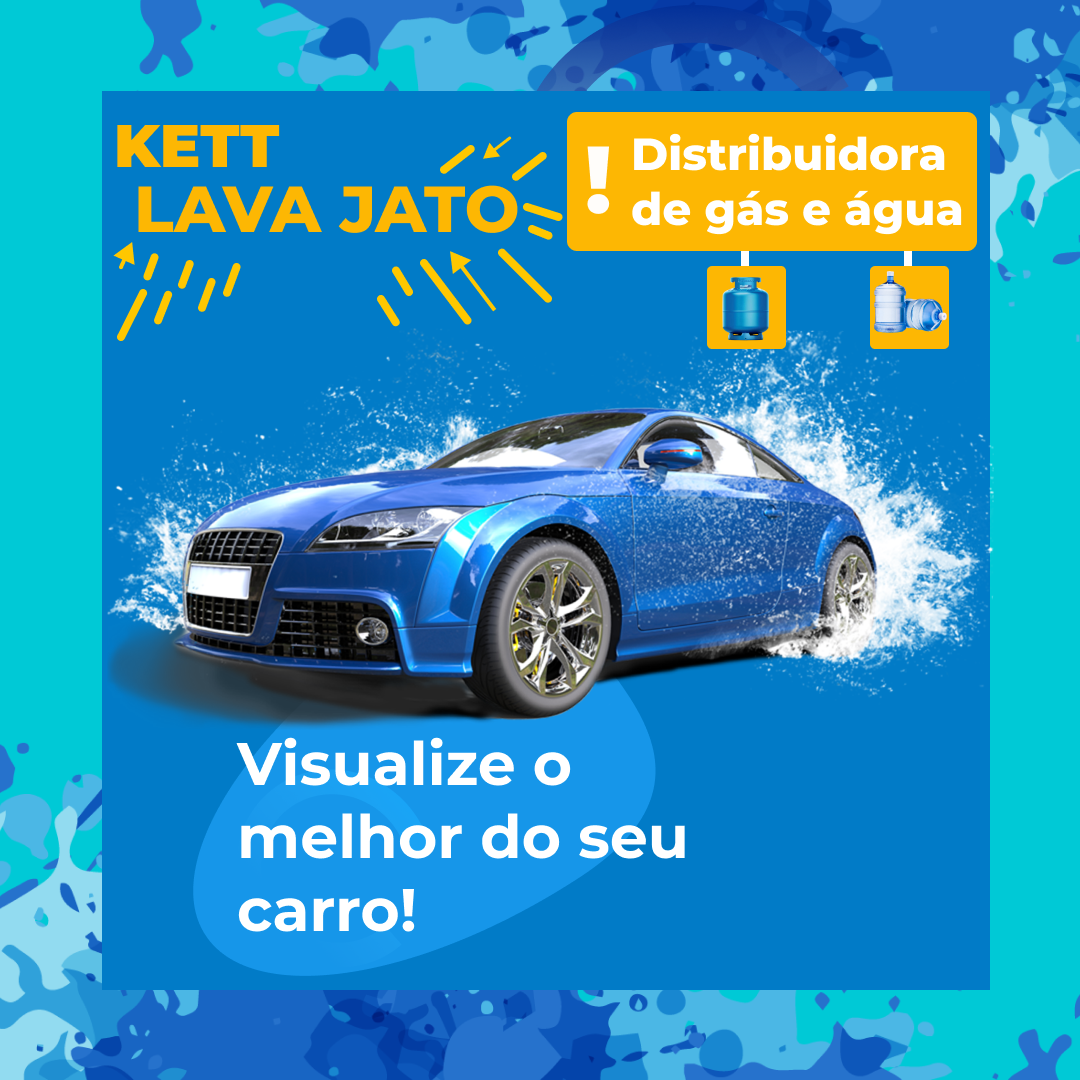 KETT
LAVA JATO
! Distribuidora
de gás e água
Visualize o
melhor do seu
carro!